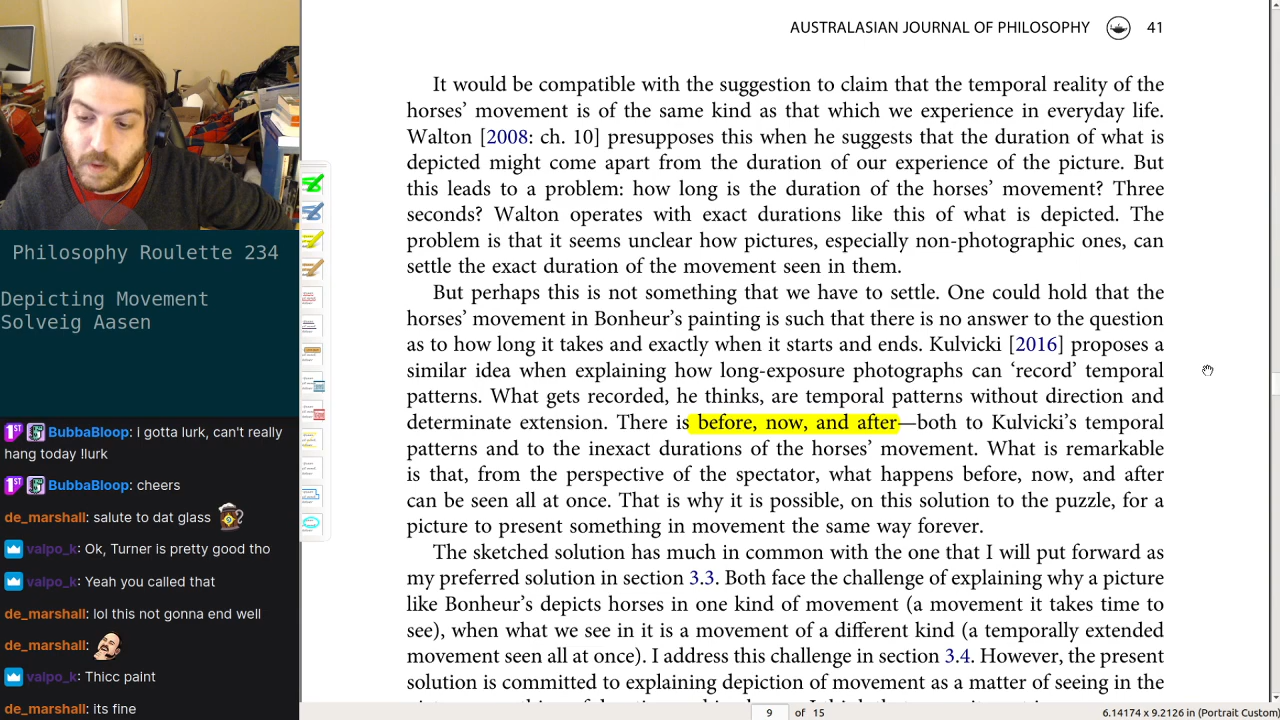 AUSTRALASIAN JOURNAL OF PHILOSOPHY 41
It would be compatible with the suggestion to claim that the temporal reality of the
horses' movement is of the same kind as that which we experience in everyday life.
Walton [2008: ch. 10] presupposes this when he suggests that the duration of what is
depicted might come apart from the duration of our experience of the picture. But
this leads to a problem: how long is the duration of the horses' movement? Three
seconds? Walton operates with exact durations like this of what is depicted. The
problem is that it seems unclear how pictures, especially non-photographic ones, can
settle the exact duration of the movement seen in them.
But perhaps this is not something that we need to settle. One could hold that the
horses' movement in Bonheur's painting is such that there is no answer to the question
as to how long it takes and exactly when it starts and ends. Kulvicki [2016] proposes a
similar idea when explaining how long-exposure photographs can 'record' temporal
patterns. What gets recorded, he thinks, are temporal patterns without direction and
determinate extension. There is before, now, and after—both to Kulvicki's temporal
patterns and to the inexact duration of the horses' movement. What is remarkable
is that, from the perspective of the spectator, what happens before, now, and after
can be seen all at once. That is why it is possible, on this solution to the puzzle, for a
picture to present something in movement the same way forever.
The sketched solution has much in common with the one that I will put forward as
my preferred solution in section 3.3. Both face the challenge of explaining why a picture
like Bonheur's depicts horses in one kind of movement (a movement it takes time to
see), when what we see in it is a movement of a different kind (a temporally extended
movement seen all at once). I address this challenge in section 3.4. However, the present
solution is committed to explaining depiction of movement as a matter of seeing in the
Philosophy Roulette 234
Depicting Movement
Solveig Aasen
BubbaBloop: i gotta lurk, can't really
hang today !lurk
BubbaBloop: cheers
de_marshall: salute to dat glass
valpo_k: Ok, Turner is pretty good tho
valpo_k: Yeah you called that
de_marshall: lol this not gonna end well
de_marshall:
valpo_k: Thicc paint
de_marshall: its fine
9 of 15
6.14174 x 9.2126 in (Portrait Custom)